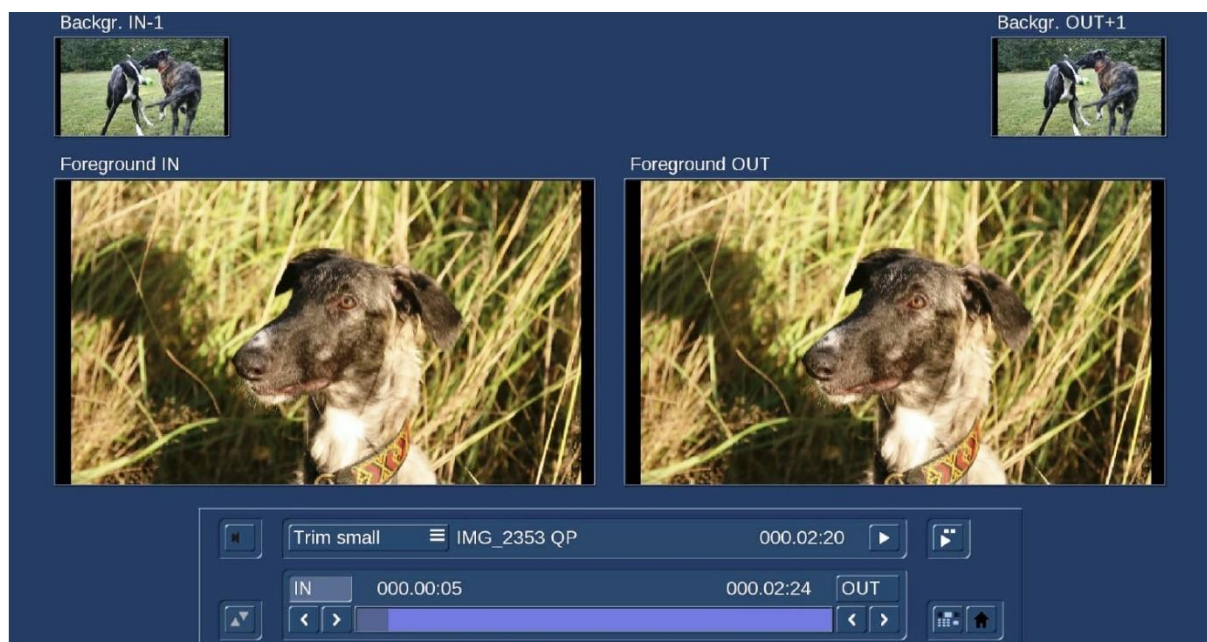 Backgr. IN-1
Backgr. OUT+1
Foreground IN
Foreground OUT
Trim small IMG_2353 QP 000.02:20
IN 000.00:05 000.02:24 OUT